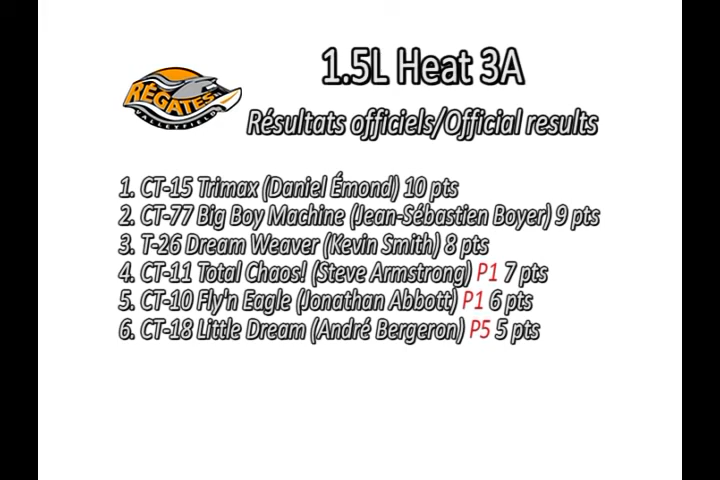 1.5L Heat 3A
RÉGATES
VALLEYFIELD
Résultats officiels/Official results
1. CT-15 Trimax (Daniel Émond) 10 pts
2. CT-77 Big Boy Machine (Jean-Sébastien Boyer) 9 pts
3. T-26 Dream Weaver (Kevin Smith) 8 pts
4. CT-11 Total Chaos! (Steve Armstrong) P1 7 pts
5. CT-10 Fly'n Eagle (Jonathan Abbott) P1 6 pts
6. CT-18 Little Dream (André Bergeron) P5 5 pts